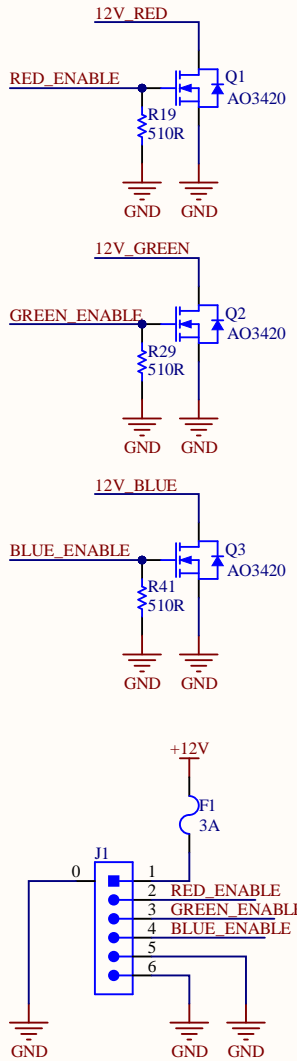 12V_RED
RED_ENABLE
Q1
AO3420
R19
510R
GND
GND
12V_GREEN
GREEN_ENABLE
Q2
AO3420
R29
510R
GND
GND
12V_BLUE
BLUE_ENABLE
Q3
AO3420
R41
510R
GND
GND
+12V
F1
3A
J1
0
1
2 RED_ENABLE
3 GREEN_ENABLE
4 BLUE_ENABLE
5
6
GND
GND
GND